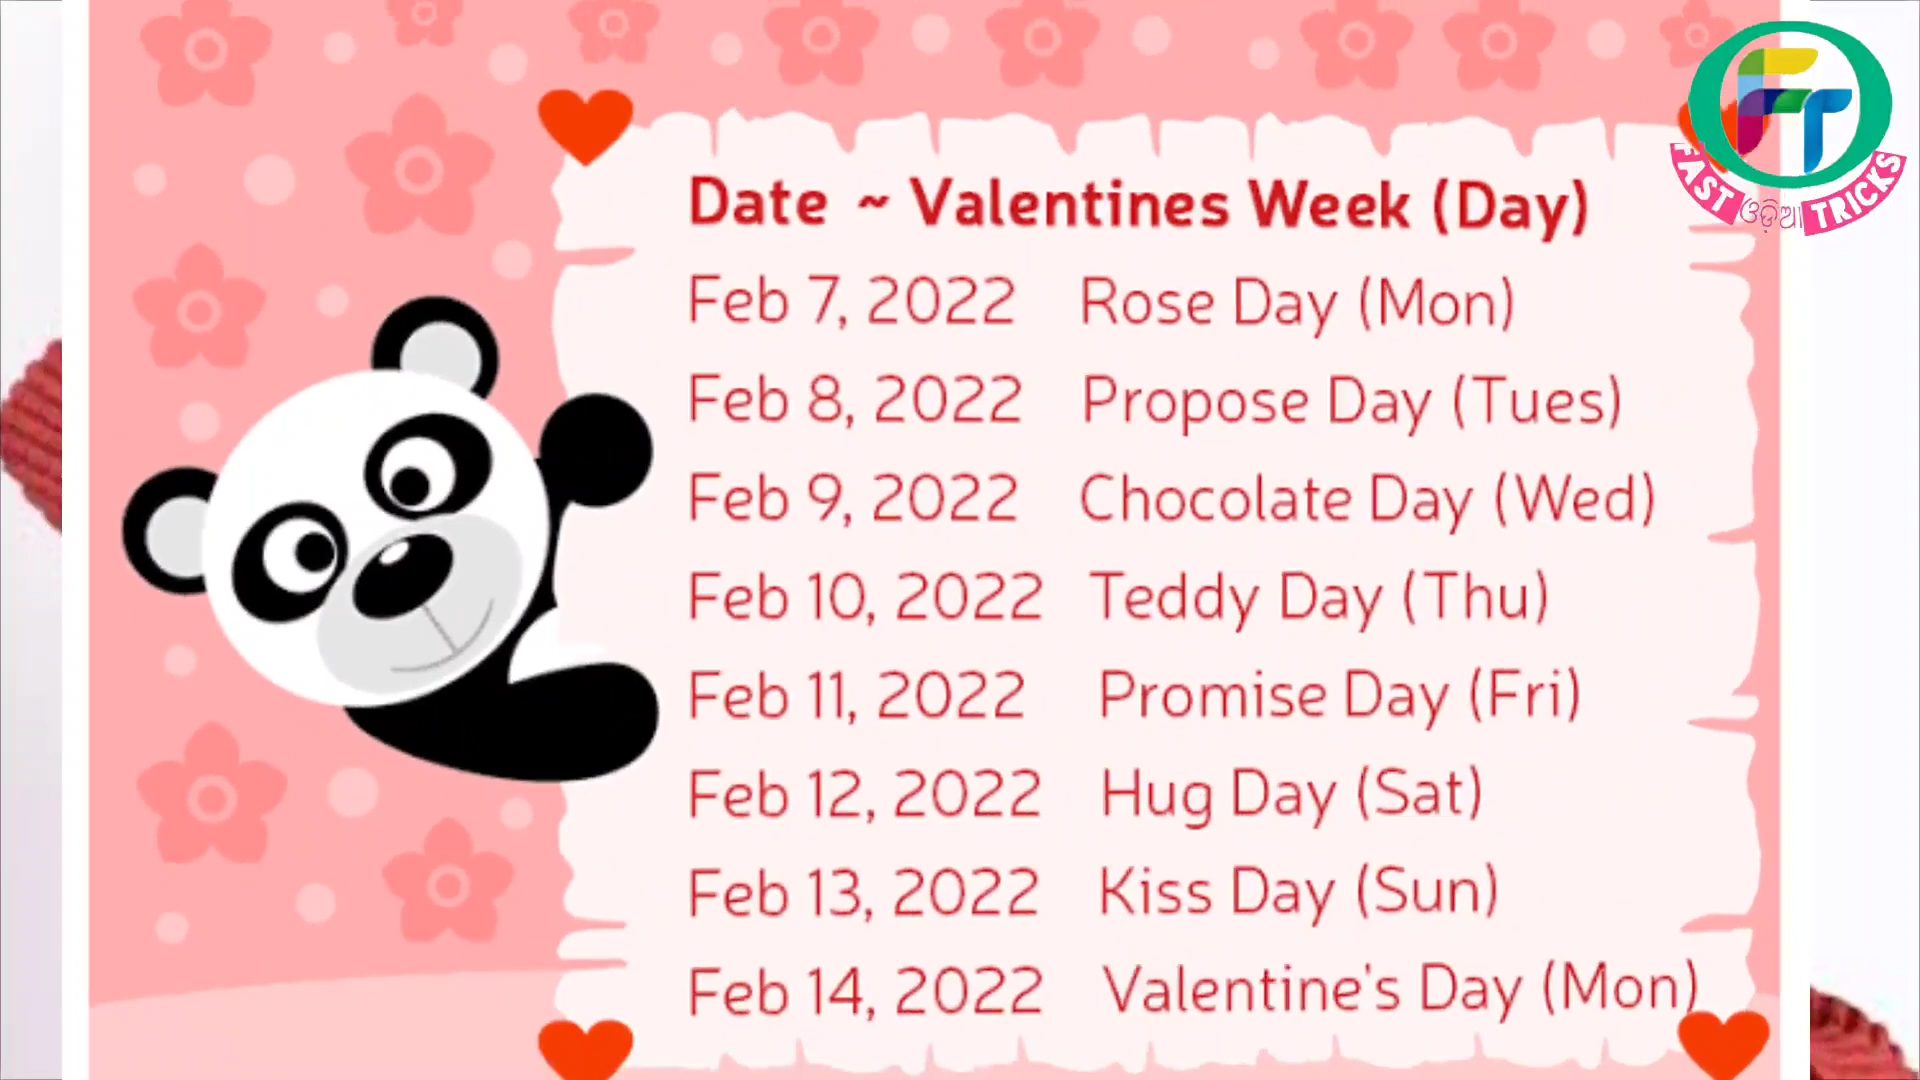 Date ~ Valentines Week (Day)
Feb 7, 2022 Rose Day (Mon)
Feb 8, 2022 Propose Day (Tues)
Feb 9, 2022 Chocolate Day (Wed)
Feb 10, 2022 Teddy Day (Thu)
Feb 11, 2022 Promise Day (Fri)
Feb 12, 2022 Hug Day (Sat)
Feb 13, 2022 Kiss Day (Sun)
Feb 14, 2022 Valentine's Day (Mon)
FT
FAST ଓଡ଼ିଆ TRICKS